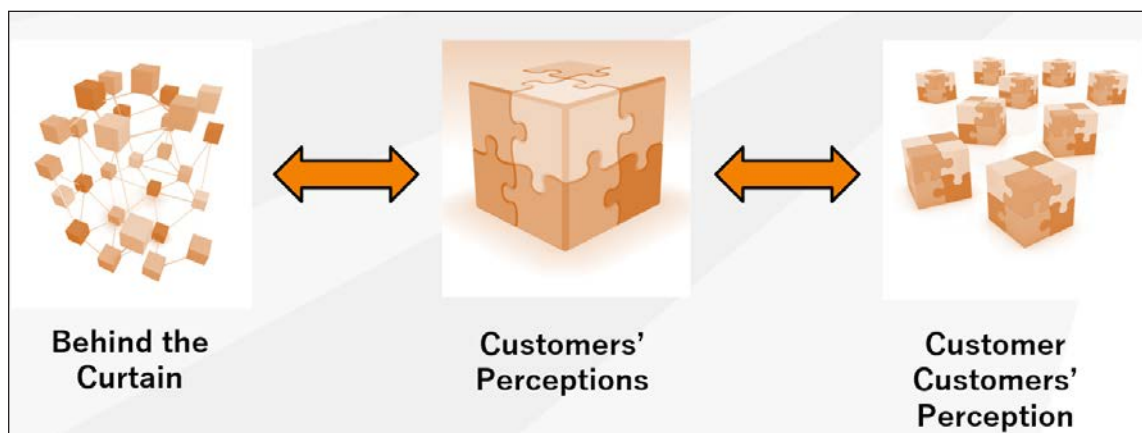 Behind the
Curtain
Customers’
Perceptions
Customer
Customers’
Perception